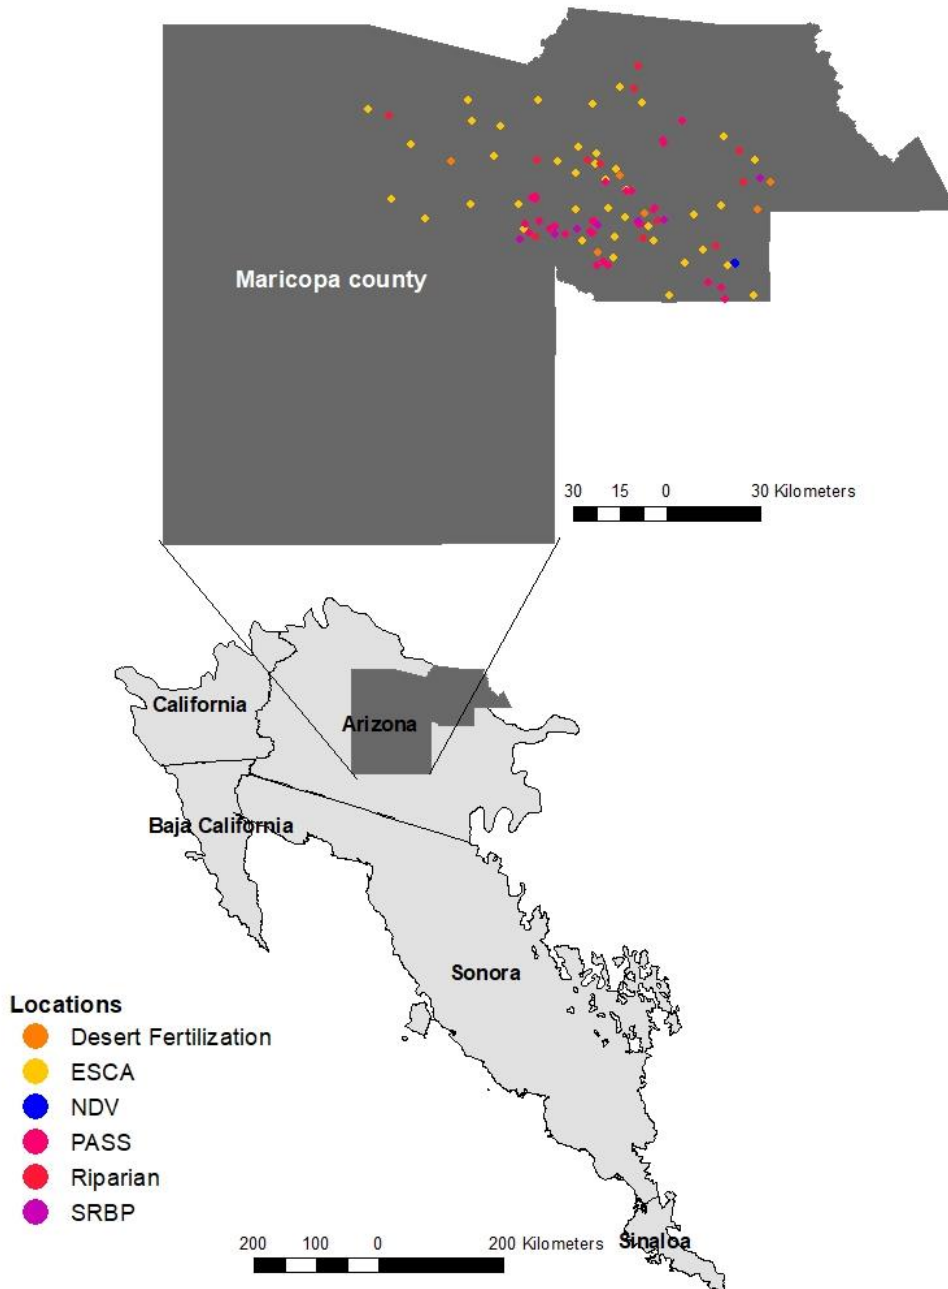 Maricopa county
30 15 0 30 Kilometers
California
Arizona
Baja California
Sonora
Locations
Desert Fertilization
ESCA
NDV
PASS
Riparian
SRBP
200 100 0 200 Kilometers
Sinaloa